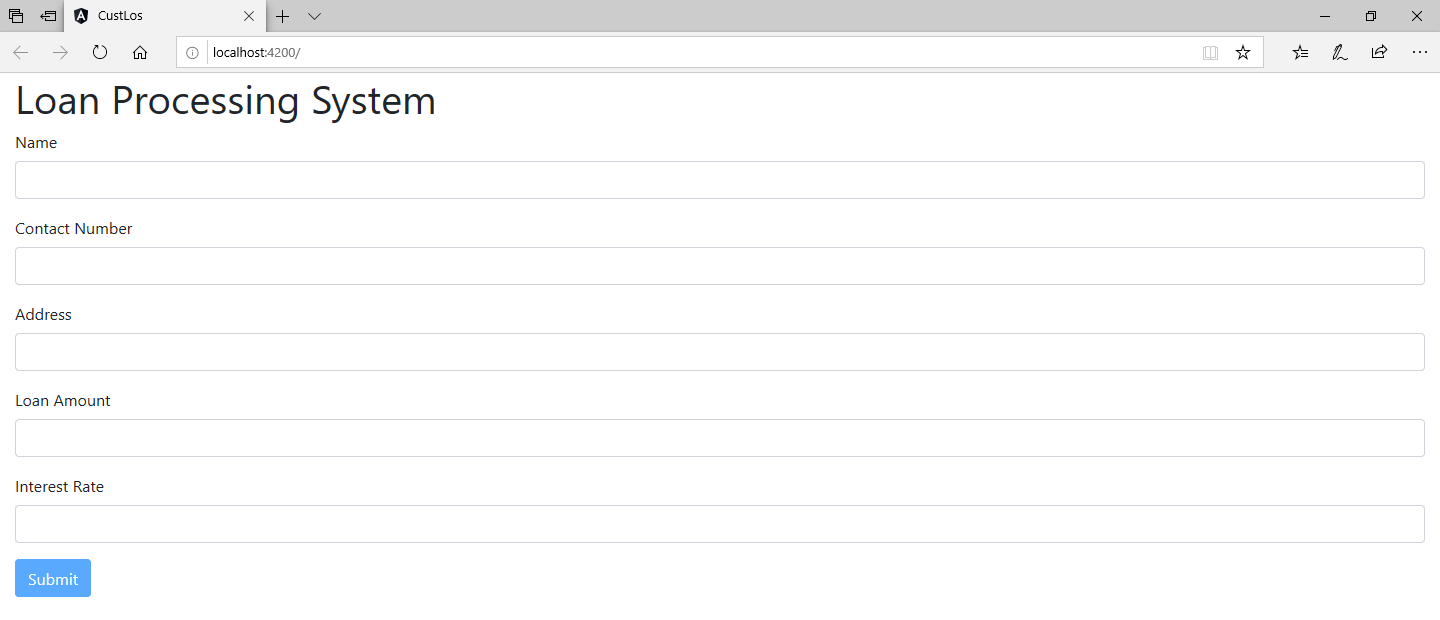 CustLos
localhost:4200/
Loan Processing System
Name
Contact Number
Address
Loan Amount
Interest Rate
Submit